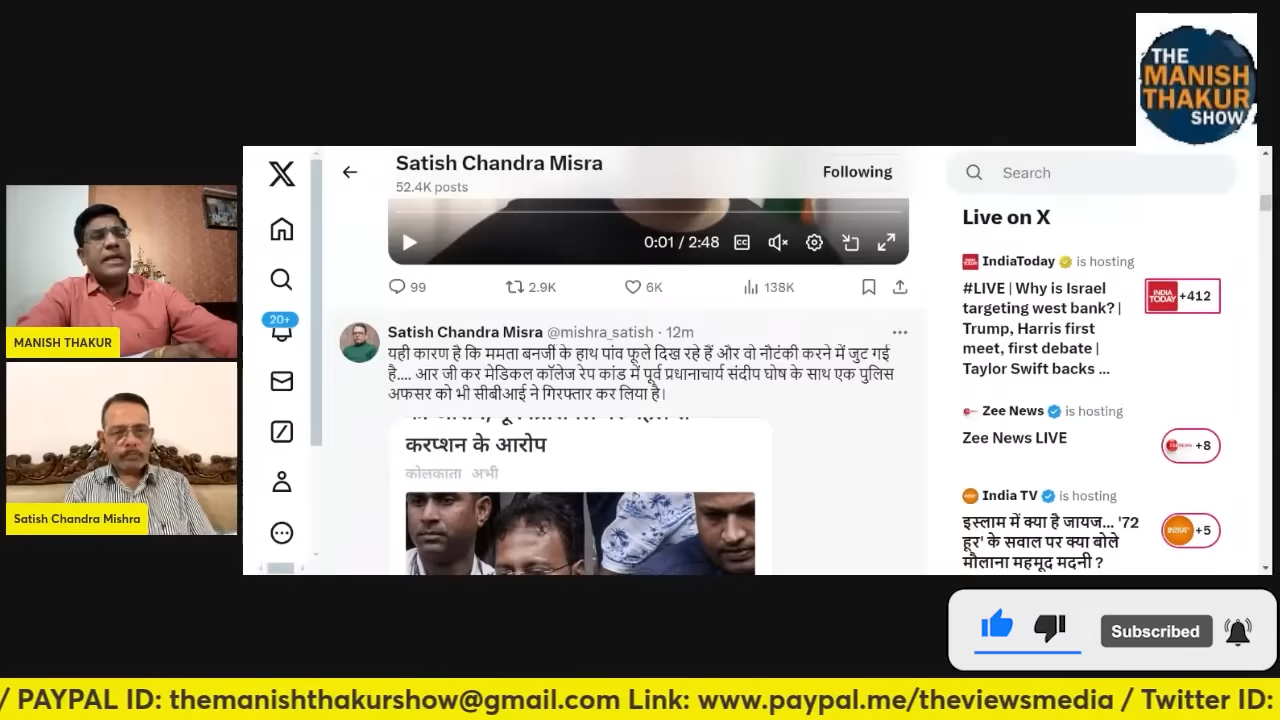 THE
MANISH
THAKUR
SHOW
Satish Chandra Misra
52.4K posts
Following
Search
0:01 / 2:48
CC
99
2.9K
6K
138K
20+
Satish Chandra Misra @mishra_satish · 12m
यही कारण है कि ममता बनर्जी के हाथ पांव फूले दिख रहे हैं और वो नौटंकी करने में जुट गई
है.... आर जी कर मेडिकल कॉलेज रेप कांड में पूर्व प्रधानाचार्य संदीप घोष के साथ एक पुलिस
अफसर को भी सीबीआई ने गिरफ्तार कर लिया है।
करप्शन के आरोप
कोलकाता अभी
Live on X
IndiaToday is hosting
#LIVE | Why is Israel
targeting west bank? |
Trump, Harris first
meet, first debate |
Taylor Swift backs ...
INDIA
TODAY
+412
Zee News is hosting
Zee News LIVE
+8
India TV is hosting
इस्लाम में क्या है जायज... '72
हूर' के सवाल पर क्या बोले
मौलाना महमूद मदनी ?
+5
MANISH THAKUR
Satish Chandra Mishra
Subscribed
/ PAYPAL ID: themanishthakurshow@gmail.com Link: www.paypal.me/theviewsmedia / Twitter ID: